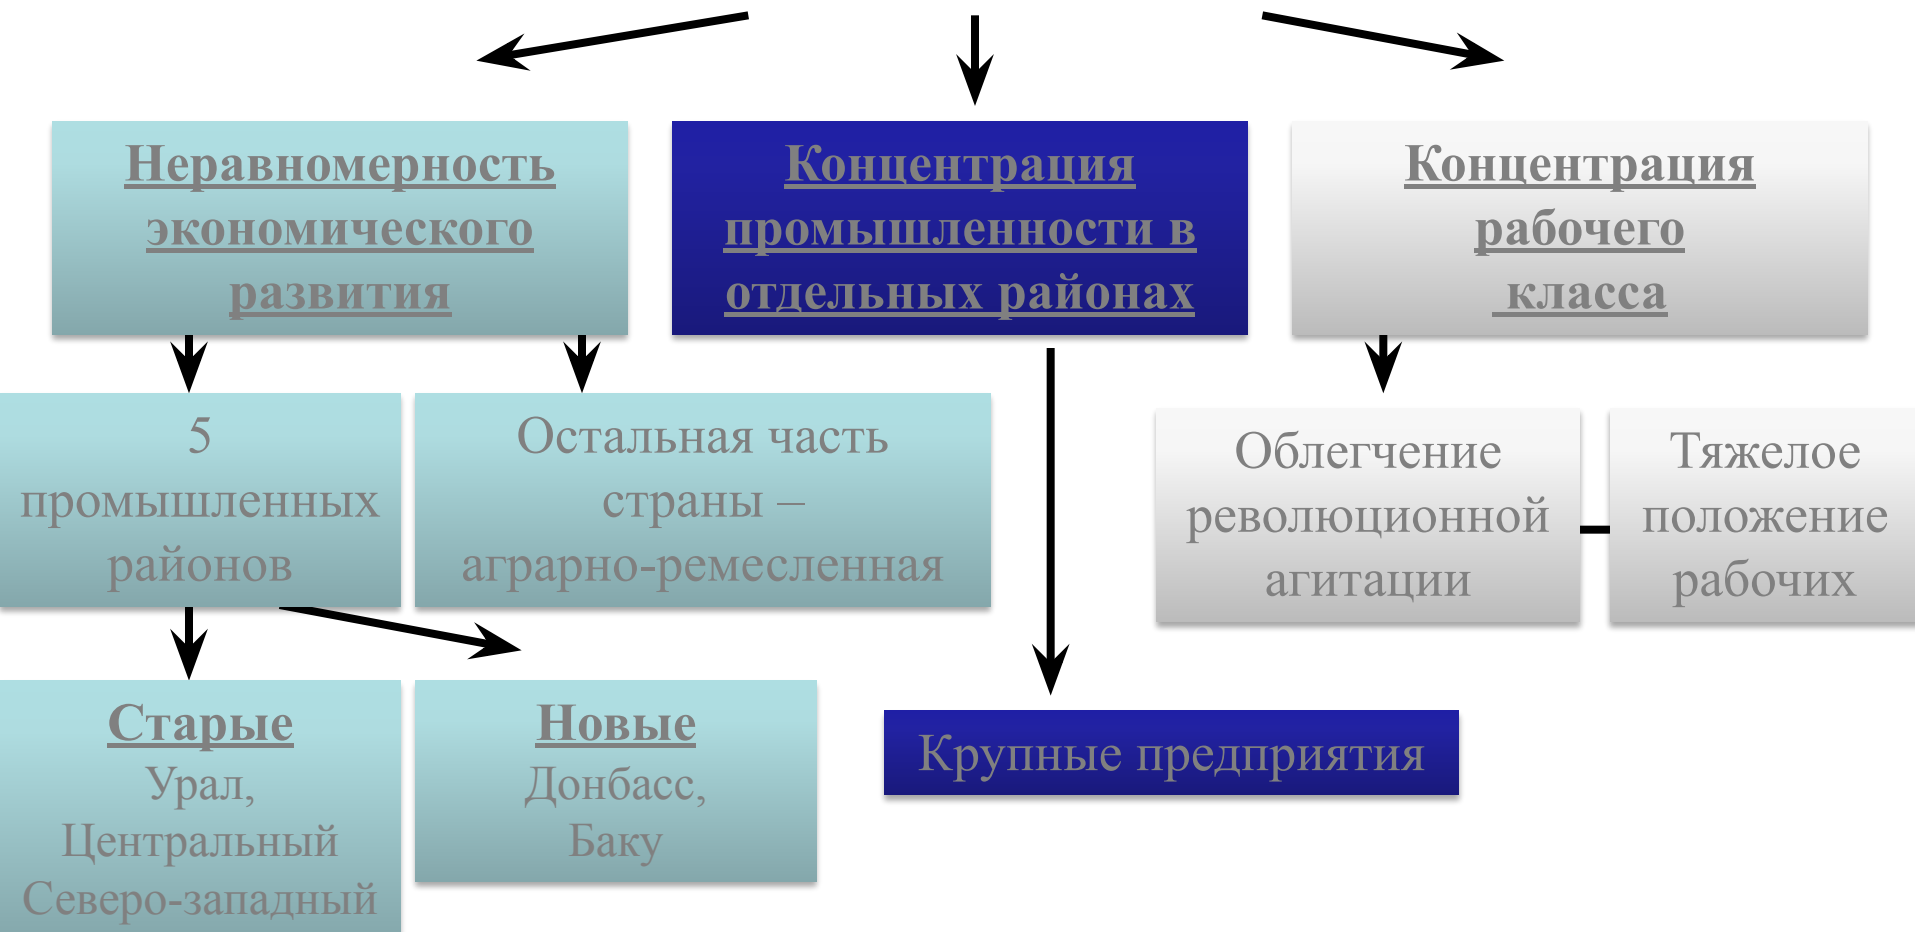 Неравномерность
экономического
развития
Концентрация
промышленности в
отдельных районах
Концентрация
рабочего
класса
5
промышленных
районов
Остальная часть
страны –
аграрно-ремесленная
Облегчение
революционной
агитации
Тяжелое
положение
рабочих
Старые
Урал,
Центральный
Северо-западный
Новые
Донбасс,
Баку
Крупные предприятия